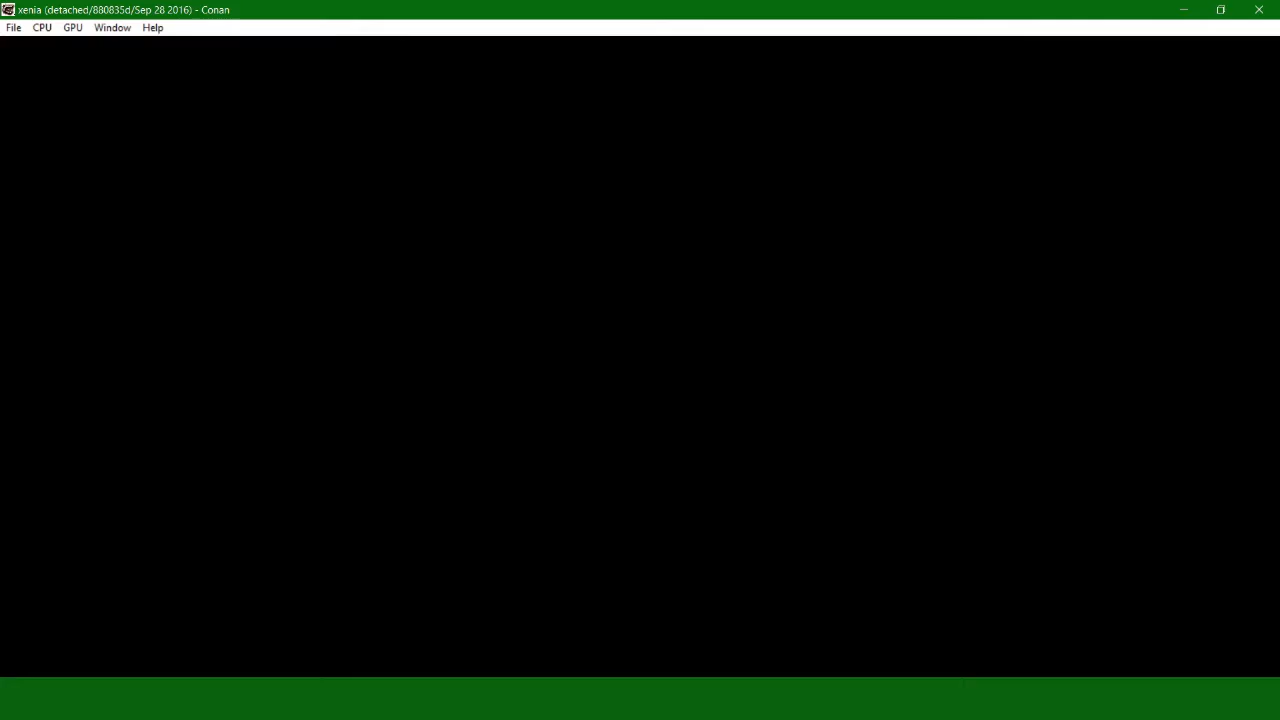 xenia (detached/880835d/Sep 28 2016) - Conan
File CPU GPU Window Help